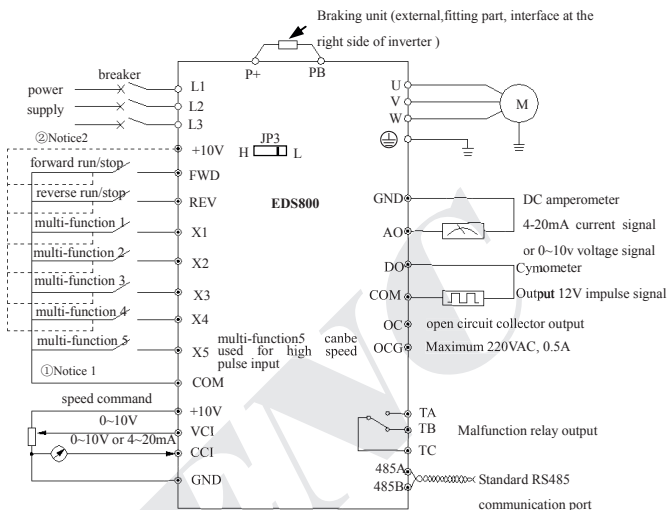 Braking unit (external,fitting part, interface at the
right side of inverter )
P+ PB
breaker
power
supply
L1
L2
L3
②Notice2
+10V
JP3
H L
forward run/stop
FWD
reverse run/stop
REV
EDS800
multi-function 1
X1
multi-function 2
X2
multi-function 3
X3
multi-function 4
X4
multi-function 5
X5
multi-function5 canbe
used for high speed
pulse input
①Notice 1
COM
speed command
+10V
0~10V
VCI
0~10V or 4~20mA
CCI
GND
U
V
W
M
GND
DC amperometer
4-20mA current signal
AO
or 0~10v voltage signal
DO
Cymometer
COM
Output 12V impulse signal
OC
open circuit collector output
OCG
Maximum 220VAC, 0.5A
TA
TB
Malfunction relay output
TC
485A
Standard RS485
485B
communication port
ENC